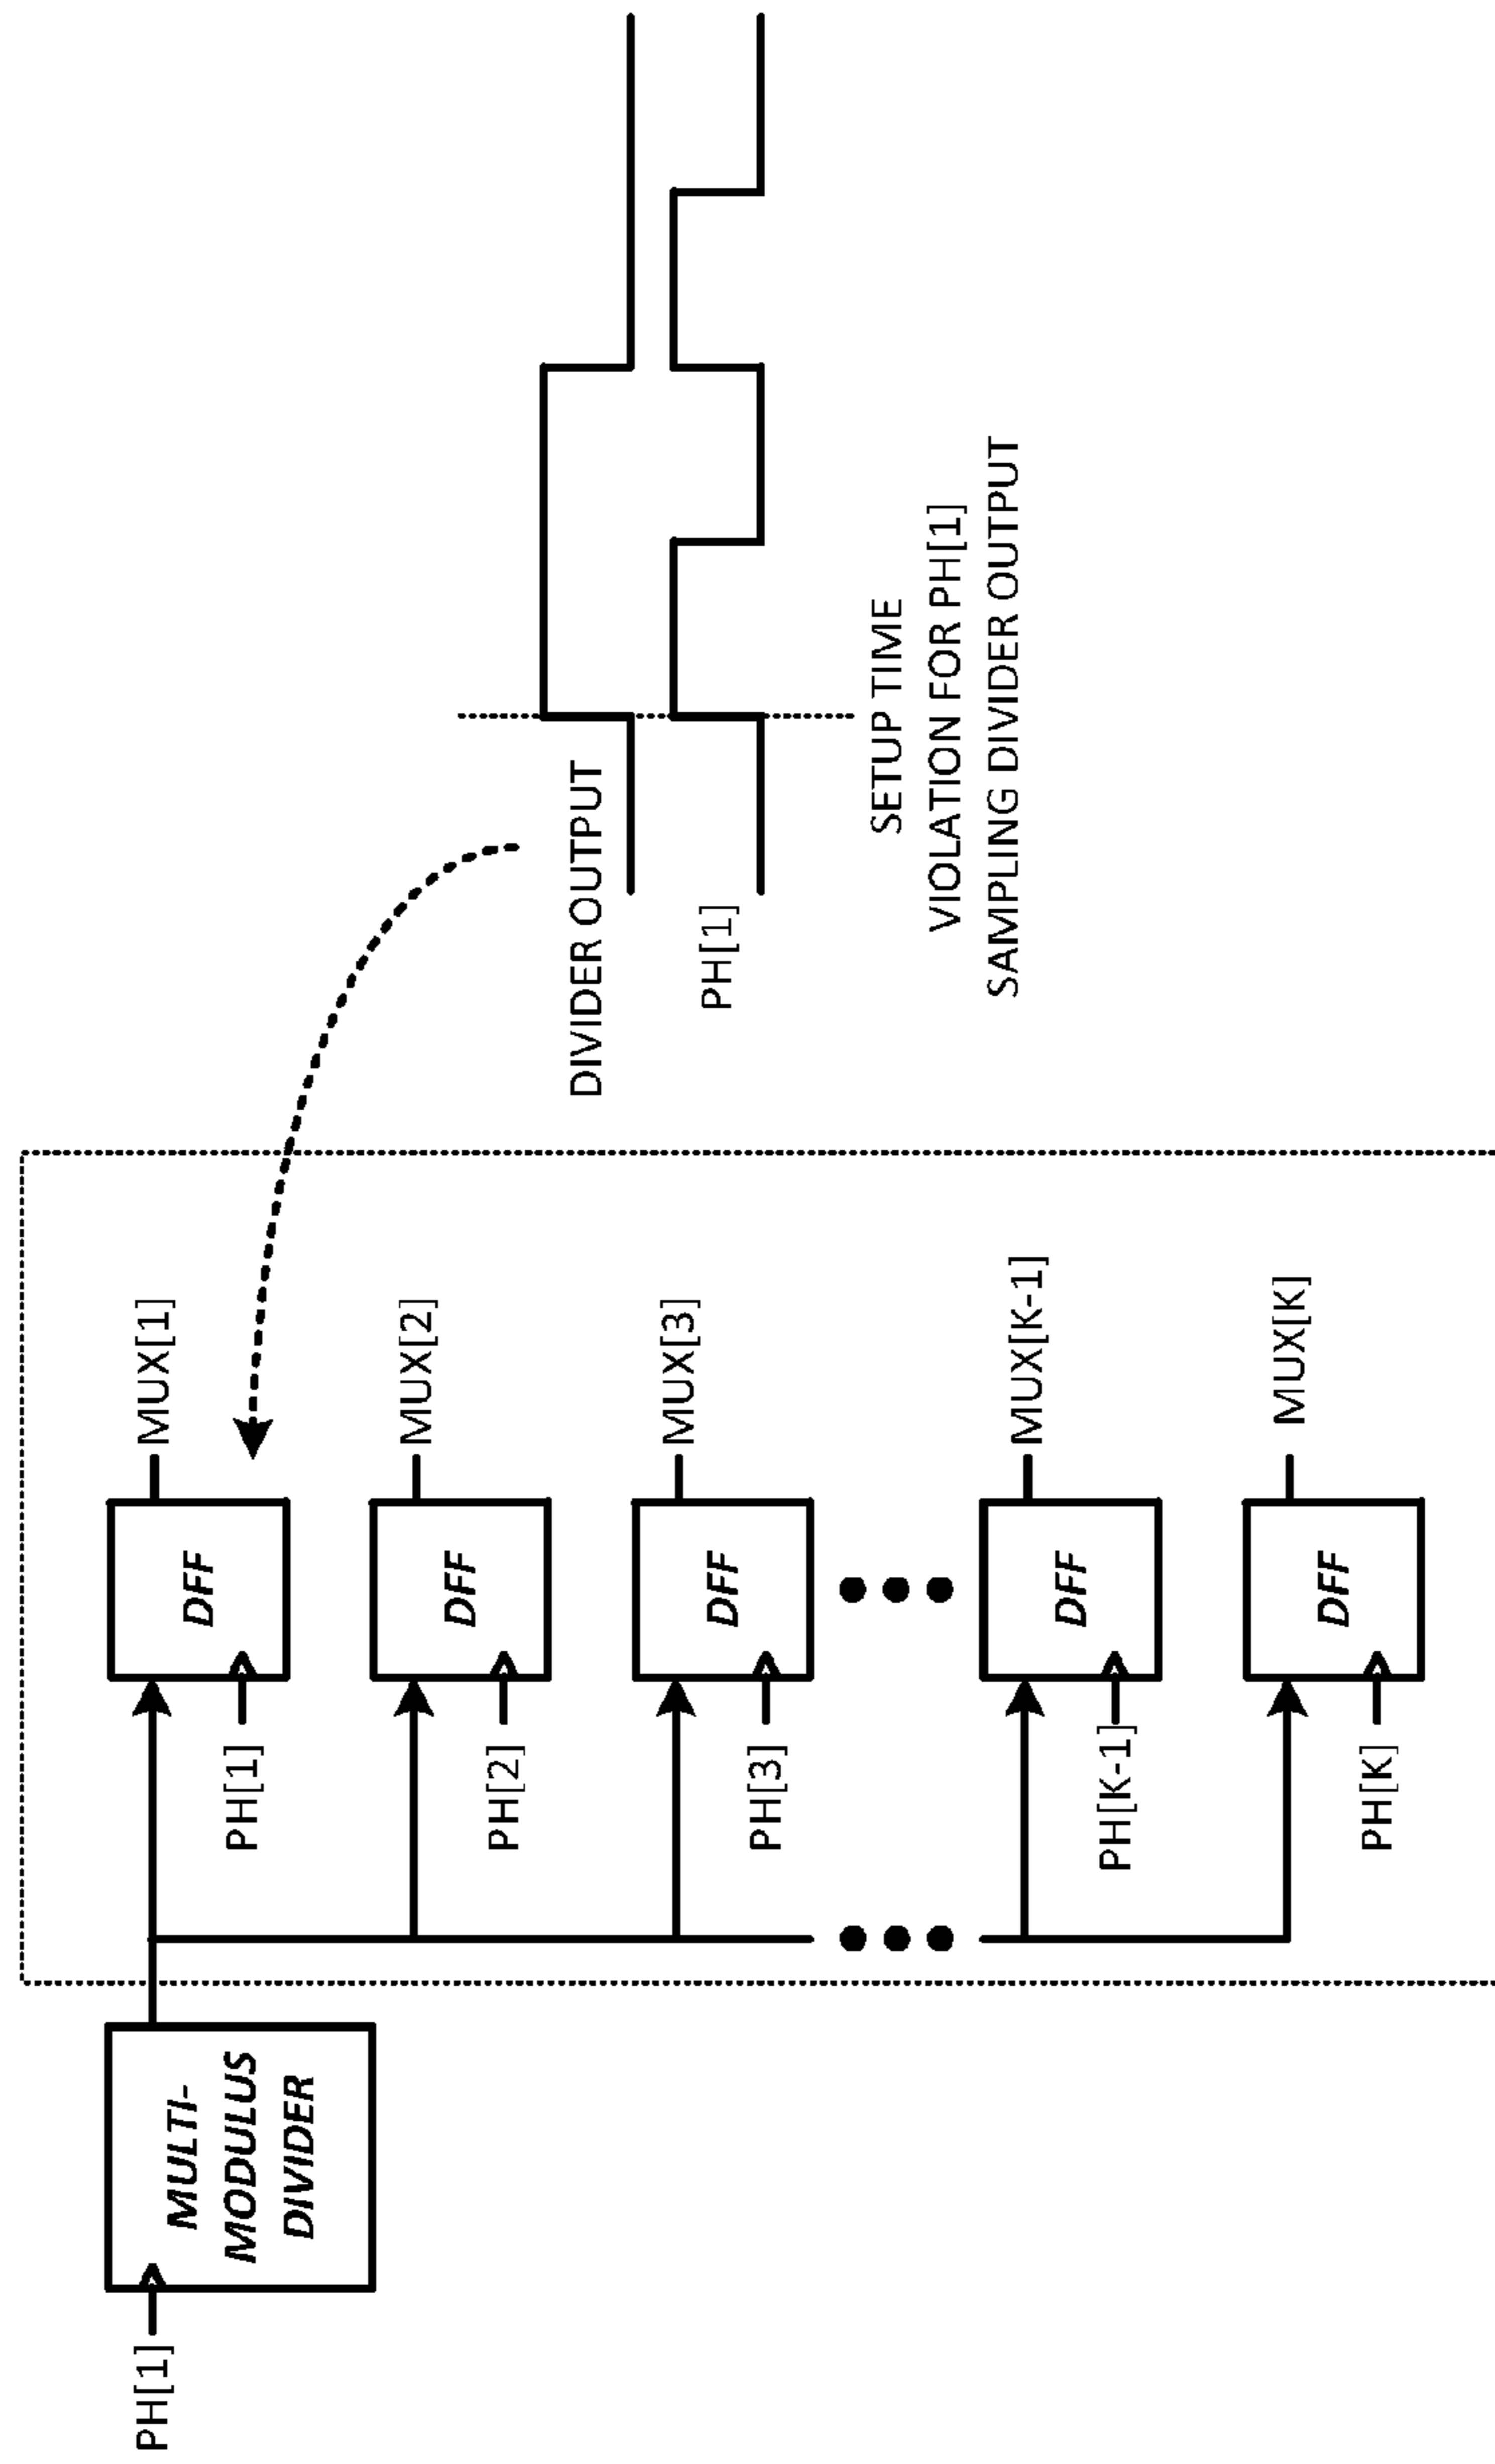 PH[1]
MULTI-
MODULUS
DIVIDER
PH[1]
DFF
MUX[1]
PH[2]
DFF
MUX[2]
PH[3]
DFF
MUX[3]
PH[K-1]
DFF
MUX[K-1]
PH[K]
DFF
MUX[K]
DIVIDER OUTPUT
PH[1]
SETUP TIME
VIOLATION FOR PH[1]
SAMPLING DIVIDER OUTPUT